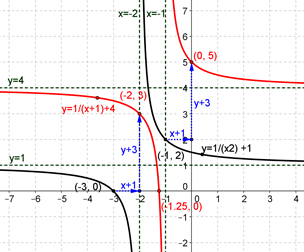 x=-2
x=-1
7
6
(0, 5)
5
y=4
4
(-2, 3)
y=1/(x+1)+4
y+3
3
x+1
2
y+3
(-1, 2)
y=1/(x2) +1
y=1
1
(-3, 0)
x+1
-7 -6 -5 -4 -3 -2 -1 0 1 2 3 4
(-1.25, 0)
-1
-2